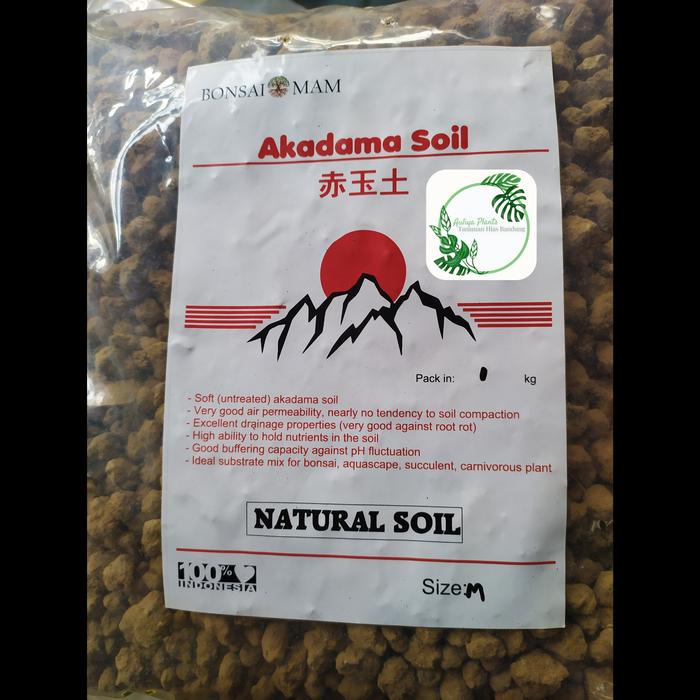 BONSAI MAM
Akadama Soil
赤玉土
Auliya Plants
Tanaman Hias Bandung
Pack in: 1 kg
- Soft (untreated) akadama soil
- Very good air permeability, nearly no tendency to soil compaction
- Excellent drainage properties (very good against root rot)
- High ability to hold nutrients in the soil
- Good buffering capacity against pH fluctuation
- Ideal substrate mix for bonsai, aquascape, succulent, carnivorous plant
NATURAL SOIL
100%
INDONESIA
Size:M